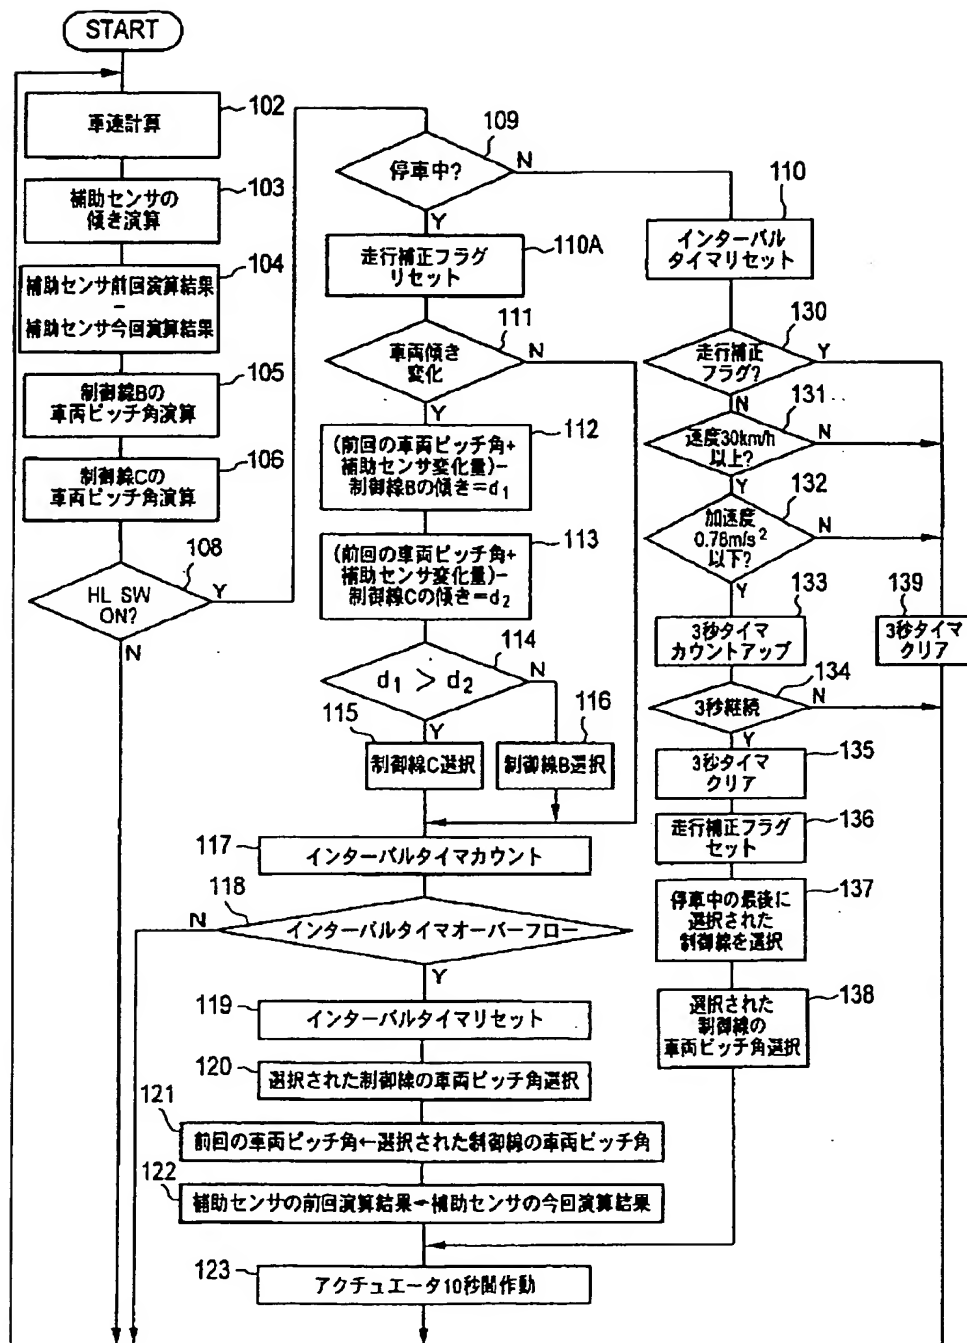 START
102
車速計算
103
補助センサの
傾き演算
104
補助センサ前回演算結果
−
補助センサ今回演算結果
105
制御線Bの
車両ピッチ角演算
106
制御線Cの
車両ピッチ角演算
108
HL SW
ON?
Y
N
109
停車中?
N
Y
110A
走行補正フラグ
リセット
111
車両傾き
変化
N
Y
112
(前回の車両ピッチ角+
補助センサ変化量)−
制御線Bの傾き=d1
113
(前回の車両ピッチ角+
補助センサ変化量)−
制御線Cの傾き=d2
114
d1 > d2
N
Y
115
制御線C選択
116
制御線B選択
117
インターバルタイマカウント
118
インターバルタイマオーバーフロー
N
Y
119
インターバルタイマリセット
120
選択された制御線の車両ピッチ角選択
121
前回の車両ピッチ角←選択された制御線の車両ピッチ角
122
補助センサの前回演算結果←補助センサの今回演算結果
123
アクチュエータ10秒間作動
110
インターバル
タイマリセット
130
走行補正
フラグ?
Y
N
131
速度30km/h
以上?
N
Y
132
加速度
0.78m/s²
以下?
N
Y
133
3秒タイマ
カウントアップ
139
3秒タイマ
クリア
134
3秒継続
N
Y
135
3秒タイマ
クリア
136
走行補正フラグ
セット
137
停車中の最後に
選択された
制御線を選択
138
選択された
制御線の
車両ピッチ角選択